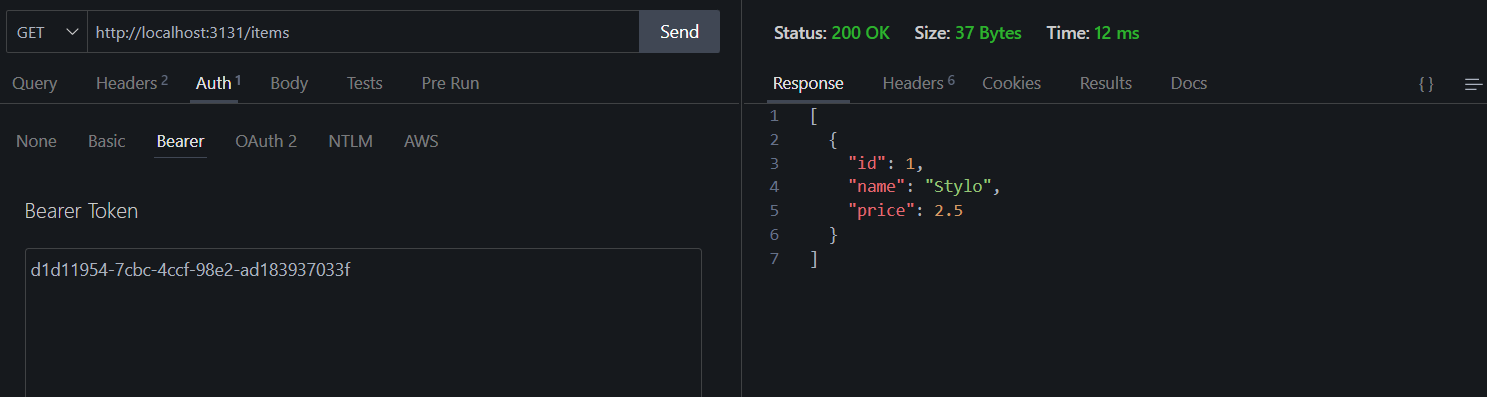 GET http://localhost:3131/items Send
Query Headers 2 Auth 1 Body Tests Pre Run
None Basic Bearer OAuth 2 NTLM AWS
Bearer Token
d1d11954-7cbc-4ccf-98e2-ad183937033f
Status: 200 OK Size: 37 Bytes Time: 12 ms
Response Headers 6 Cookies Results Docs { }
1 [
2 {
3 "id": 1,
4 "name": "Stylo",
5 "price": 2.5
6 }
7 ]